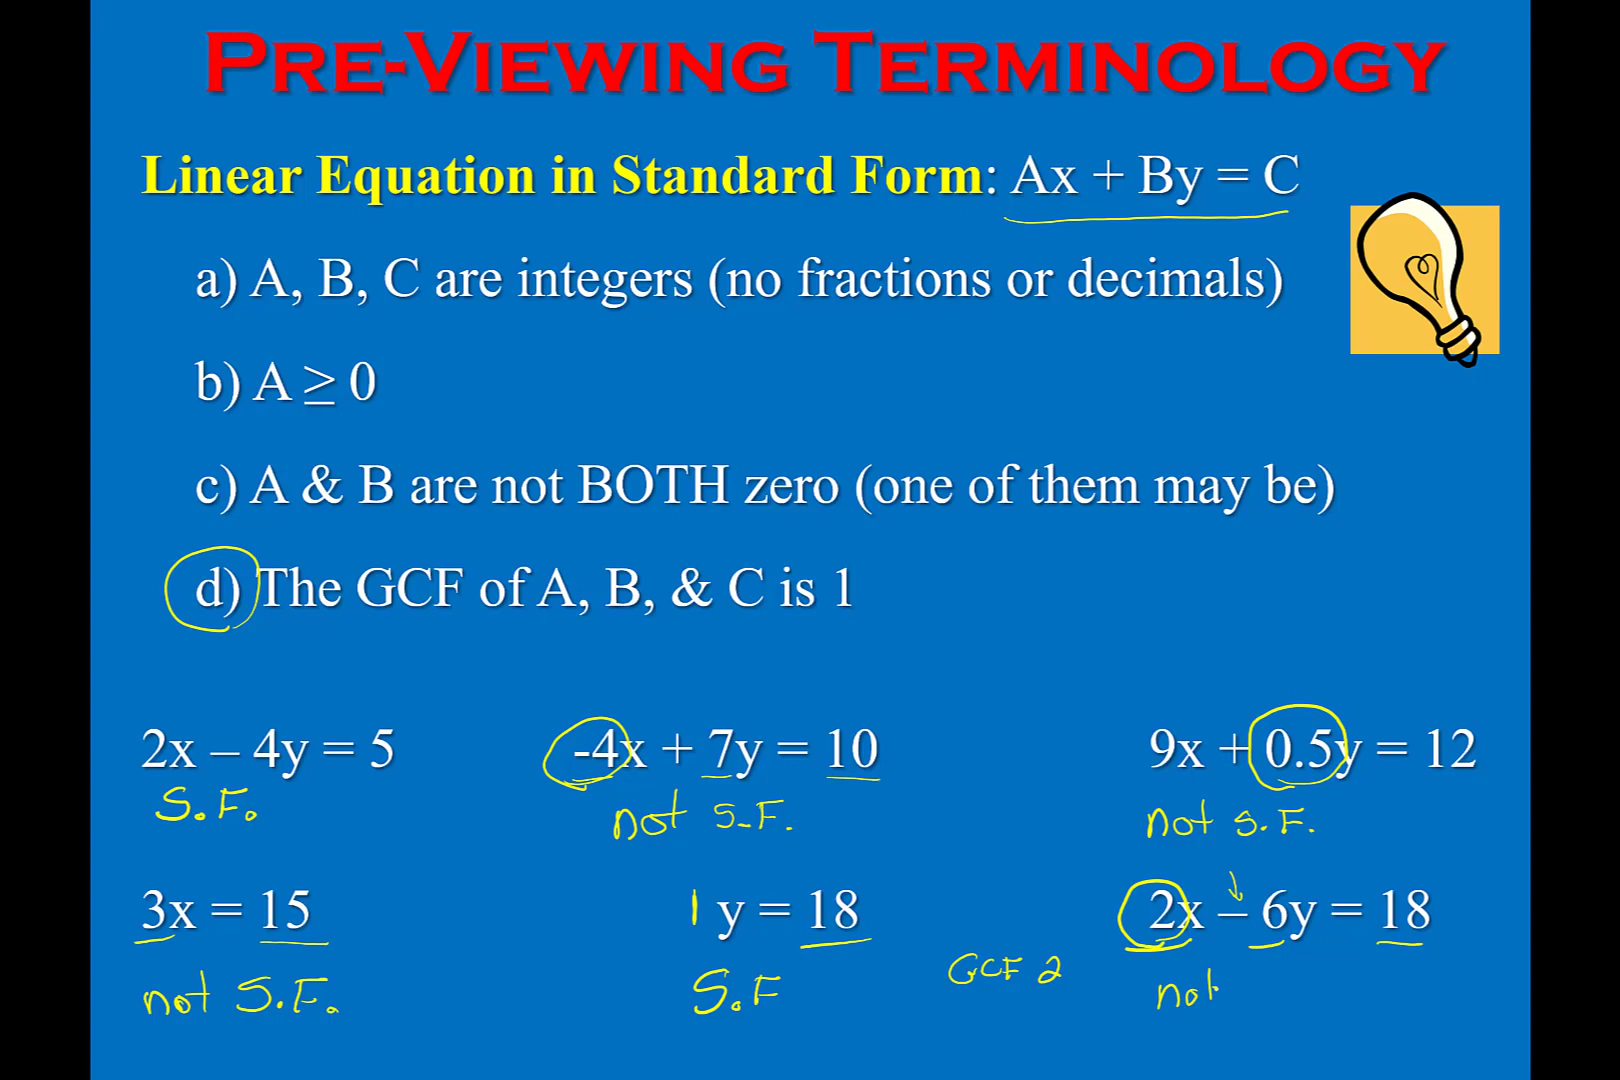 PRE-VIEWING TERMINOLOGY
Linear Equation in Standard Form: Ax + By = C
a) A, B, C are integers (no fractions or decimals)
b) A ≥ 0
c) A & B are not BOTH zero (one of them may be)
d) The GCF of A, B, & C is 1
2x – 4y = 5
-4x + 7y = 10
9x + 0.5y = 12
S.F.
not S.F.
not S.F.
3x = 15
1 y = 18
2x – 6y = 18
not S.F.
S.F
GCF 2
not